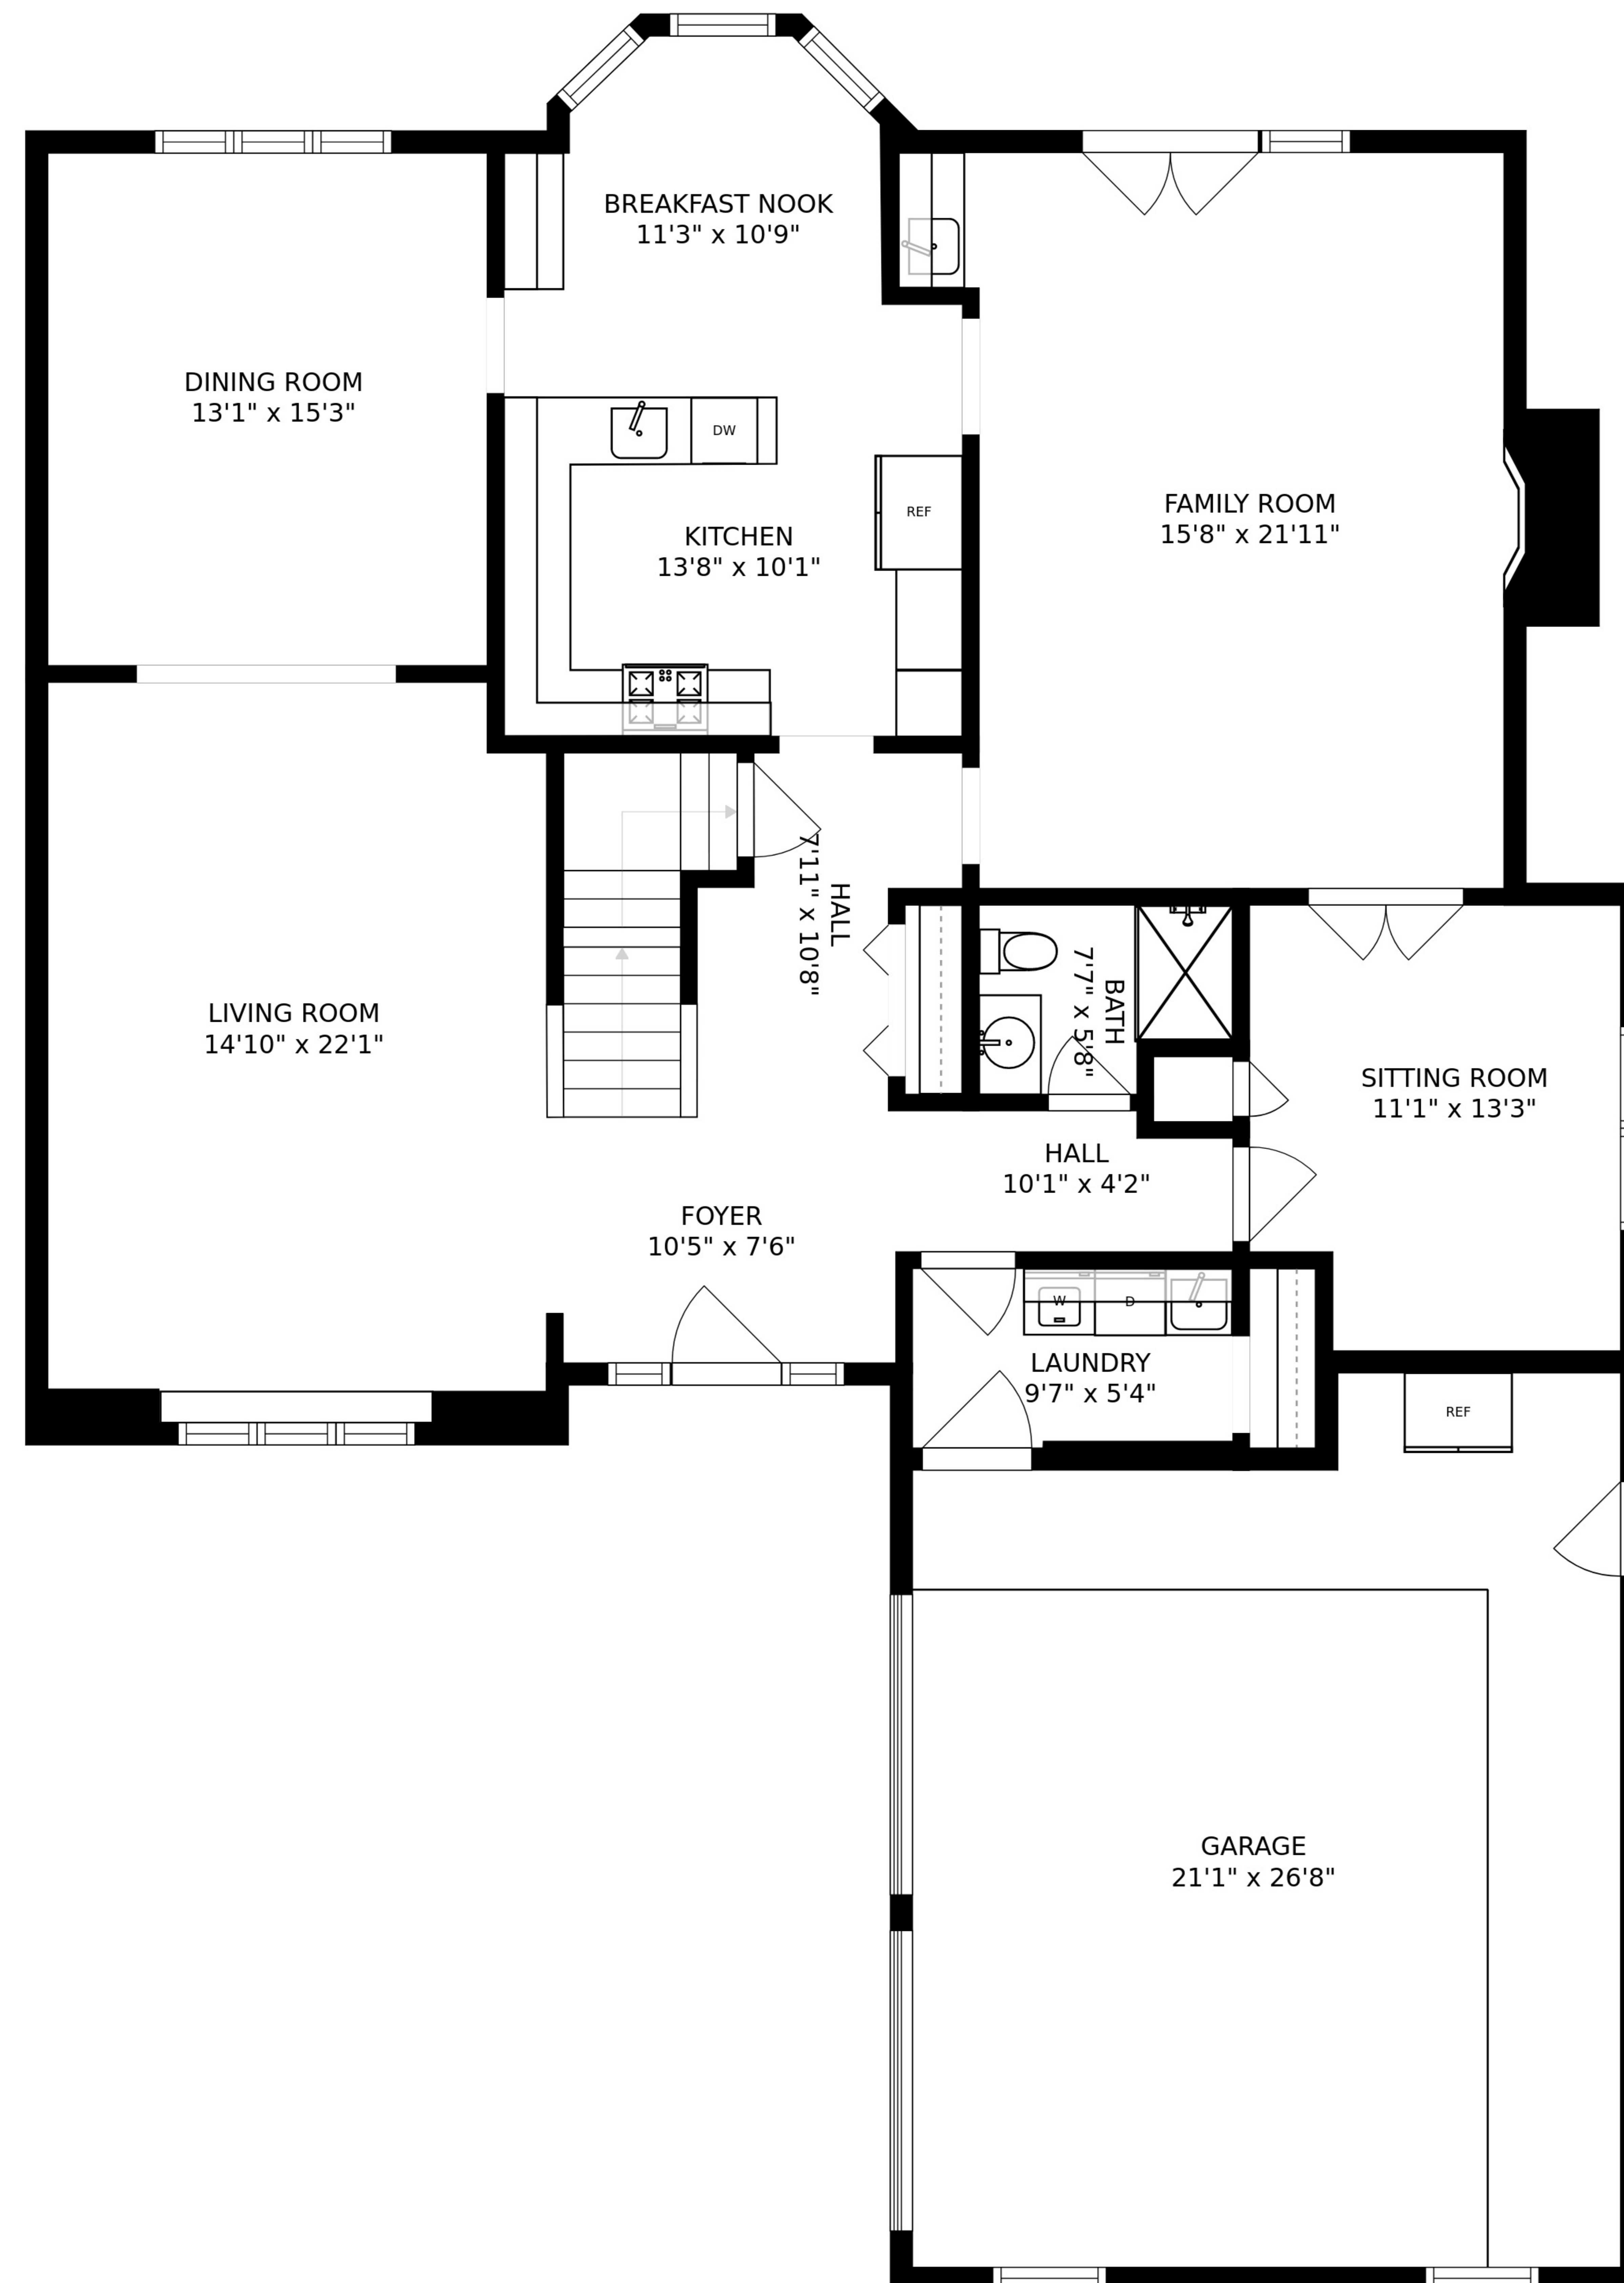 BREAKFAST NOOK
11'3" x 10'9"
DINING ROOM
13'1" x 15'3"
DW
KITCHEN
13'8" x 10'1"
REF
FAMILY ROOM
15'8" x 21'11"
HALL
7'11" x 10'8"
LIVING ROOM
14'10" x 22'1"
BATH
7'7" x 5'8"
SITTING ROOM
11'1" x 13'3"
HALL
10'1" x 4'2"
FOYER
10'5" x 7'6"
W
D
LAUNDRY
9'7" x 5'4"
REF
GARAGE
21'1" x 26'8"